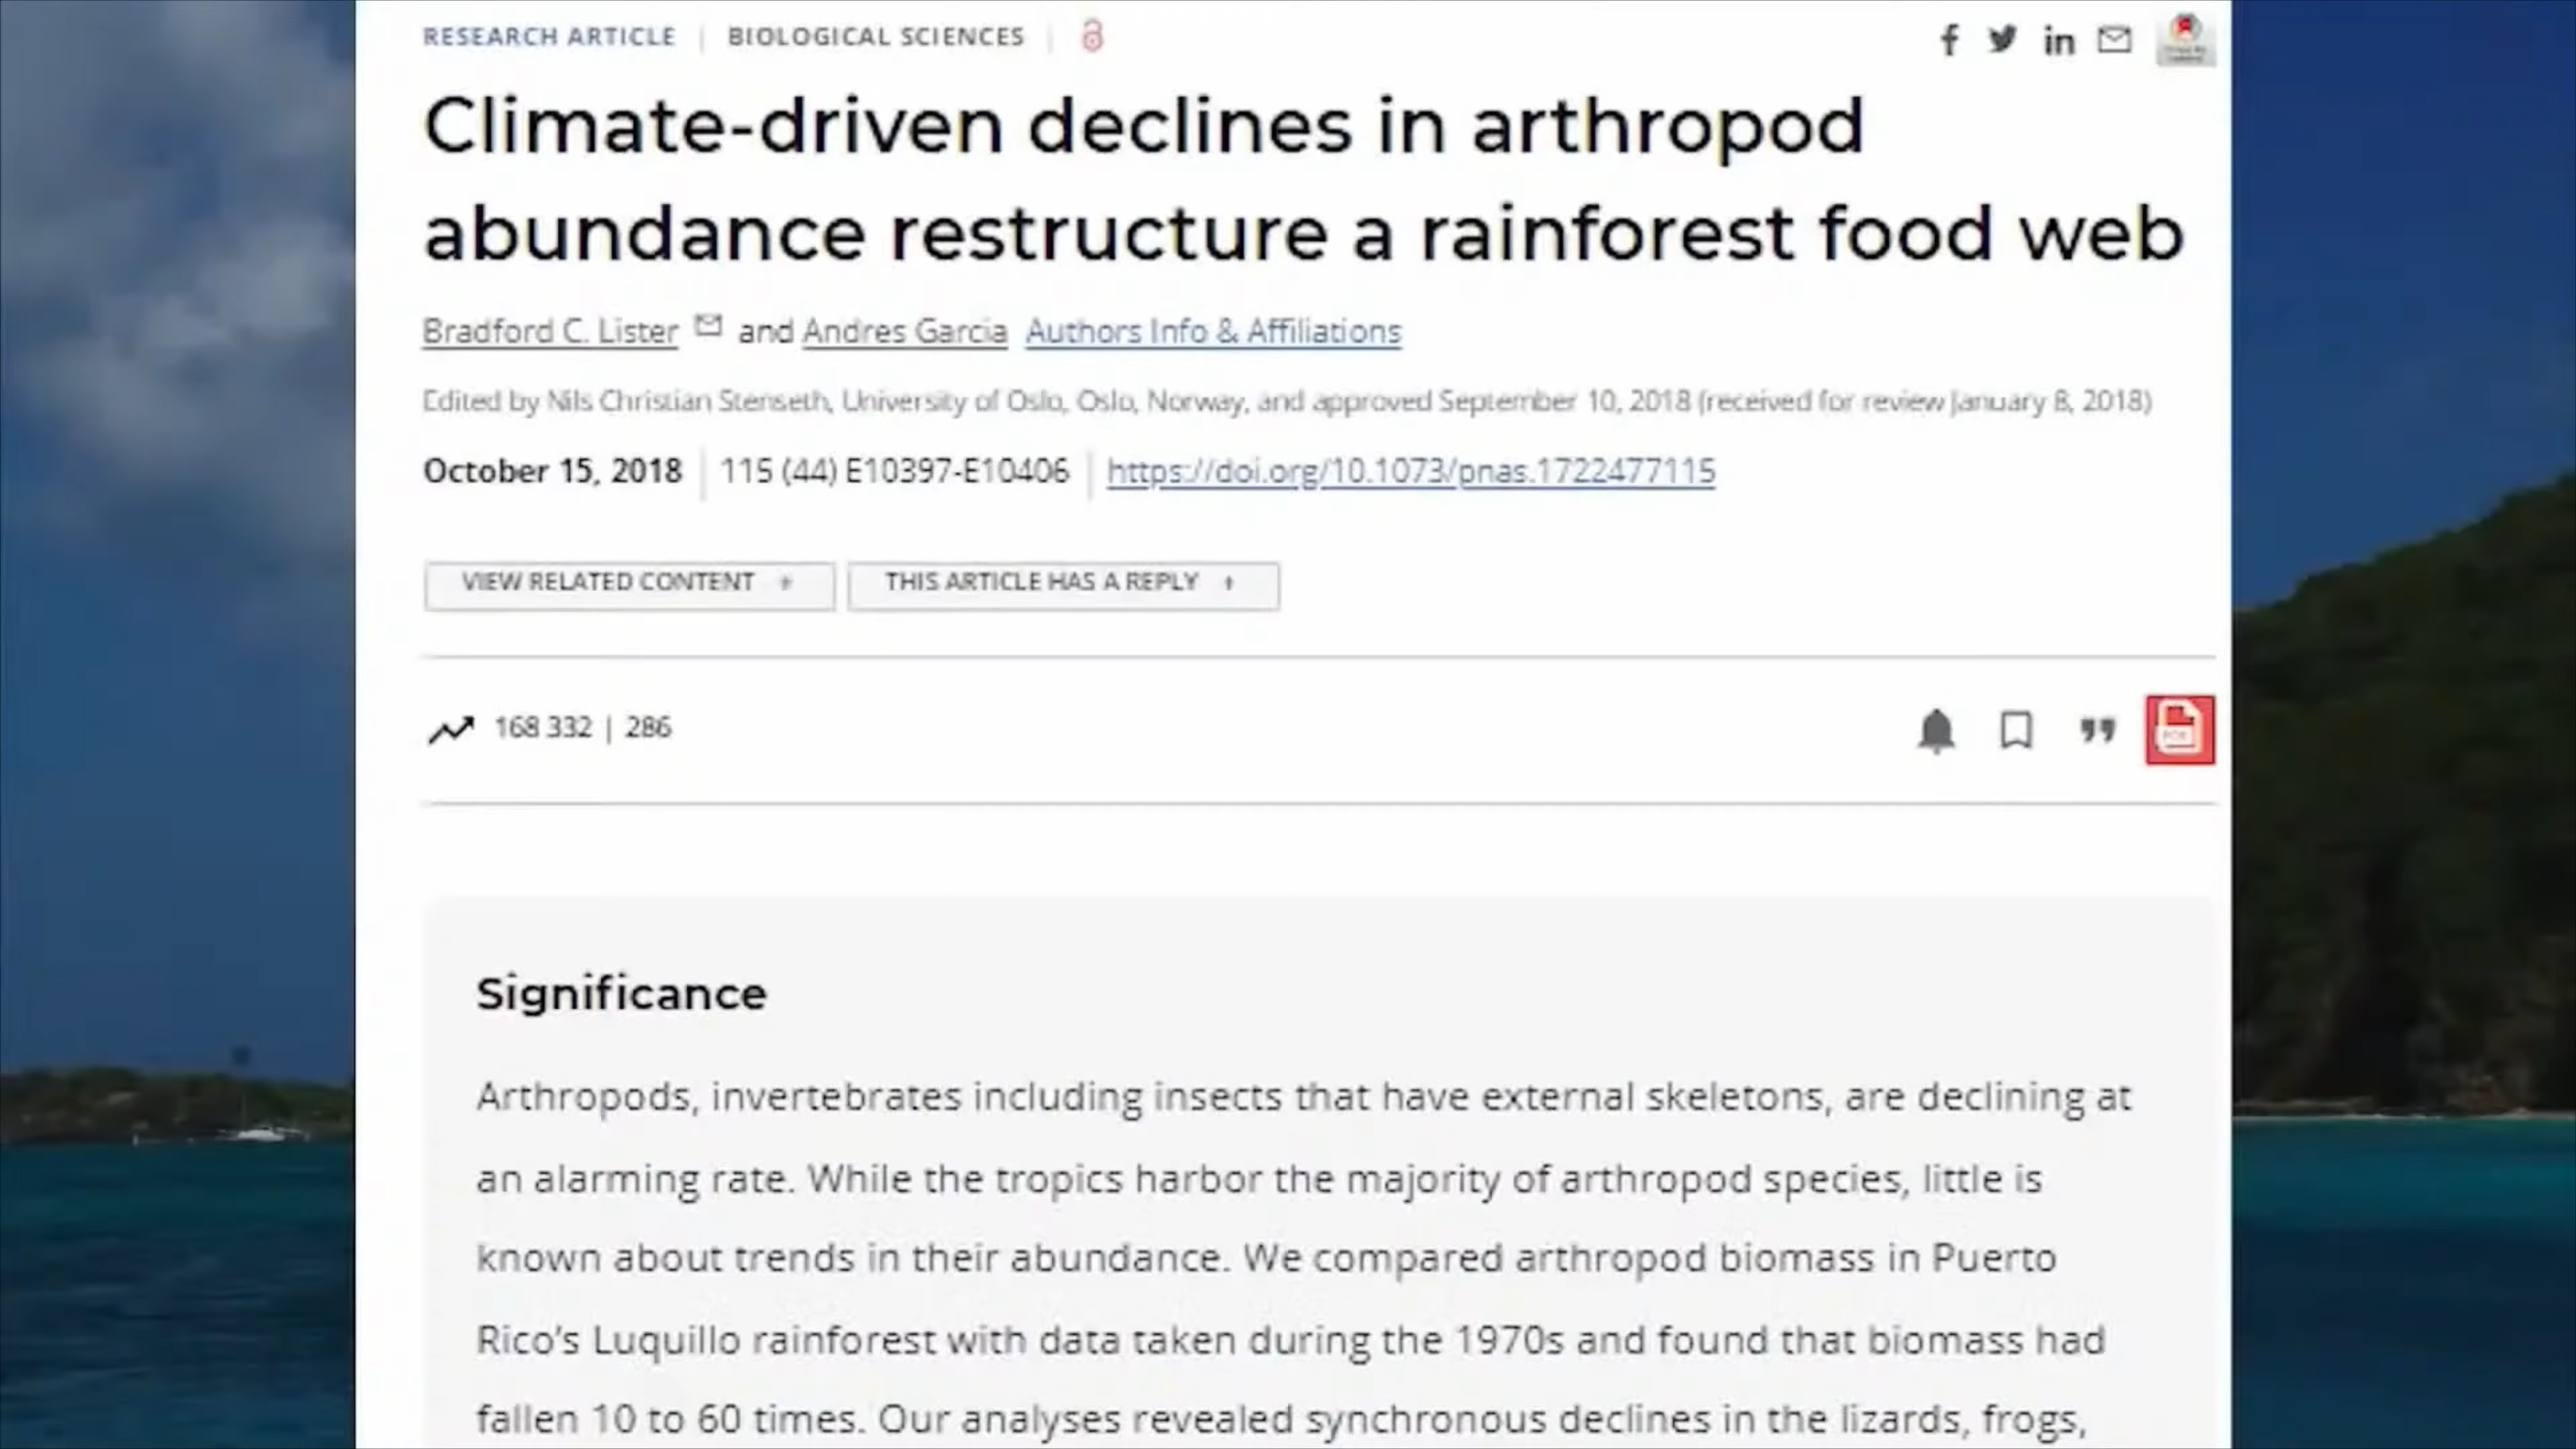 RESEARCH ARTICLE | BIOLOGICAL SCIENCES
Climate-driven declines in arthropod
abundance restructure a rainforest food web
Bradford C. Lister and Andres Garcia Authors Info & Affiliations
Edited by Nils Christian Stenseth, University of Oslo, Oslo, Norway, and approved September 10, 2018 (received for review January 8, 2018)
October 15, 2018 | 115 (44) E10397-E10406 | https://doi.org/10.1073/pnas.1722477115
VIEW RELATED CONTENT + THIS ARTICLE HAS A REPLY +
168 332 | 286
PDF
Significance
Arthropods, invertebrates including insects that have external skeletons, are declining at
an alarming rate. While the tropics harbor the majority of arthropod species, little is
known about trends in their abundance. We compared arthropod biomass in Puerto
Rico's Luquillo rainforest with data taken during the 1970s and found that biomass had
fallen 10 to 60 times. Our analyses revealed synchronous declines in the lizards, frogs,